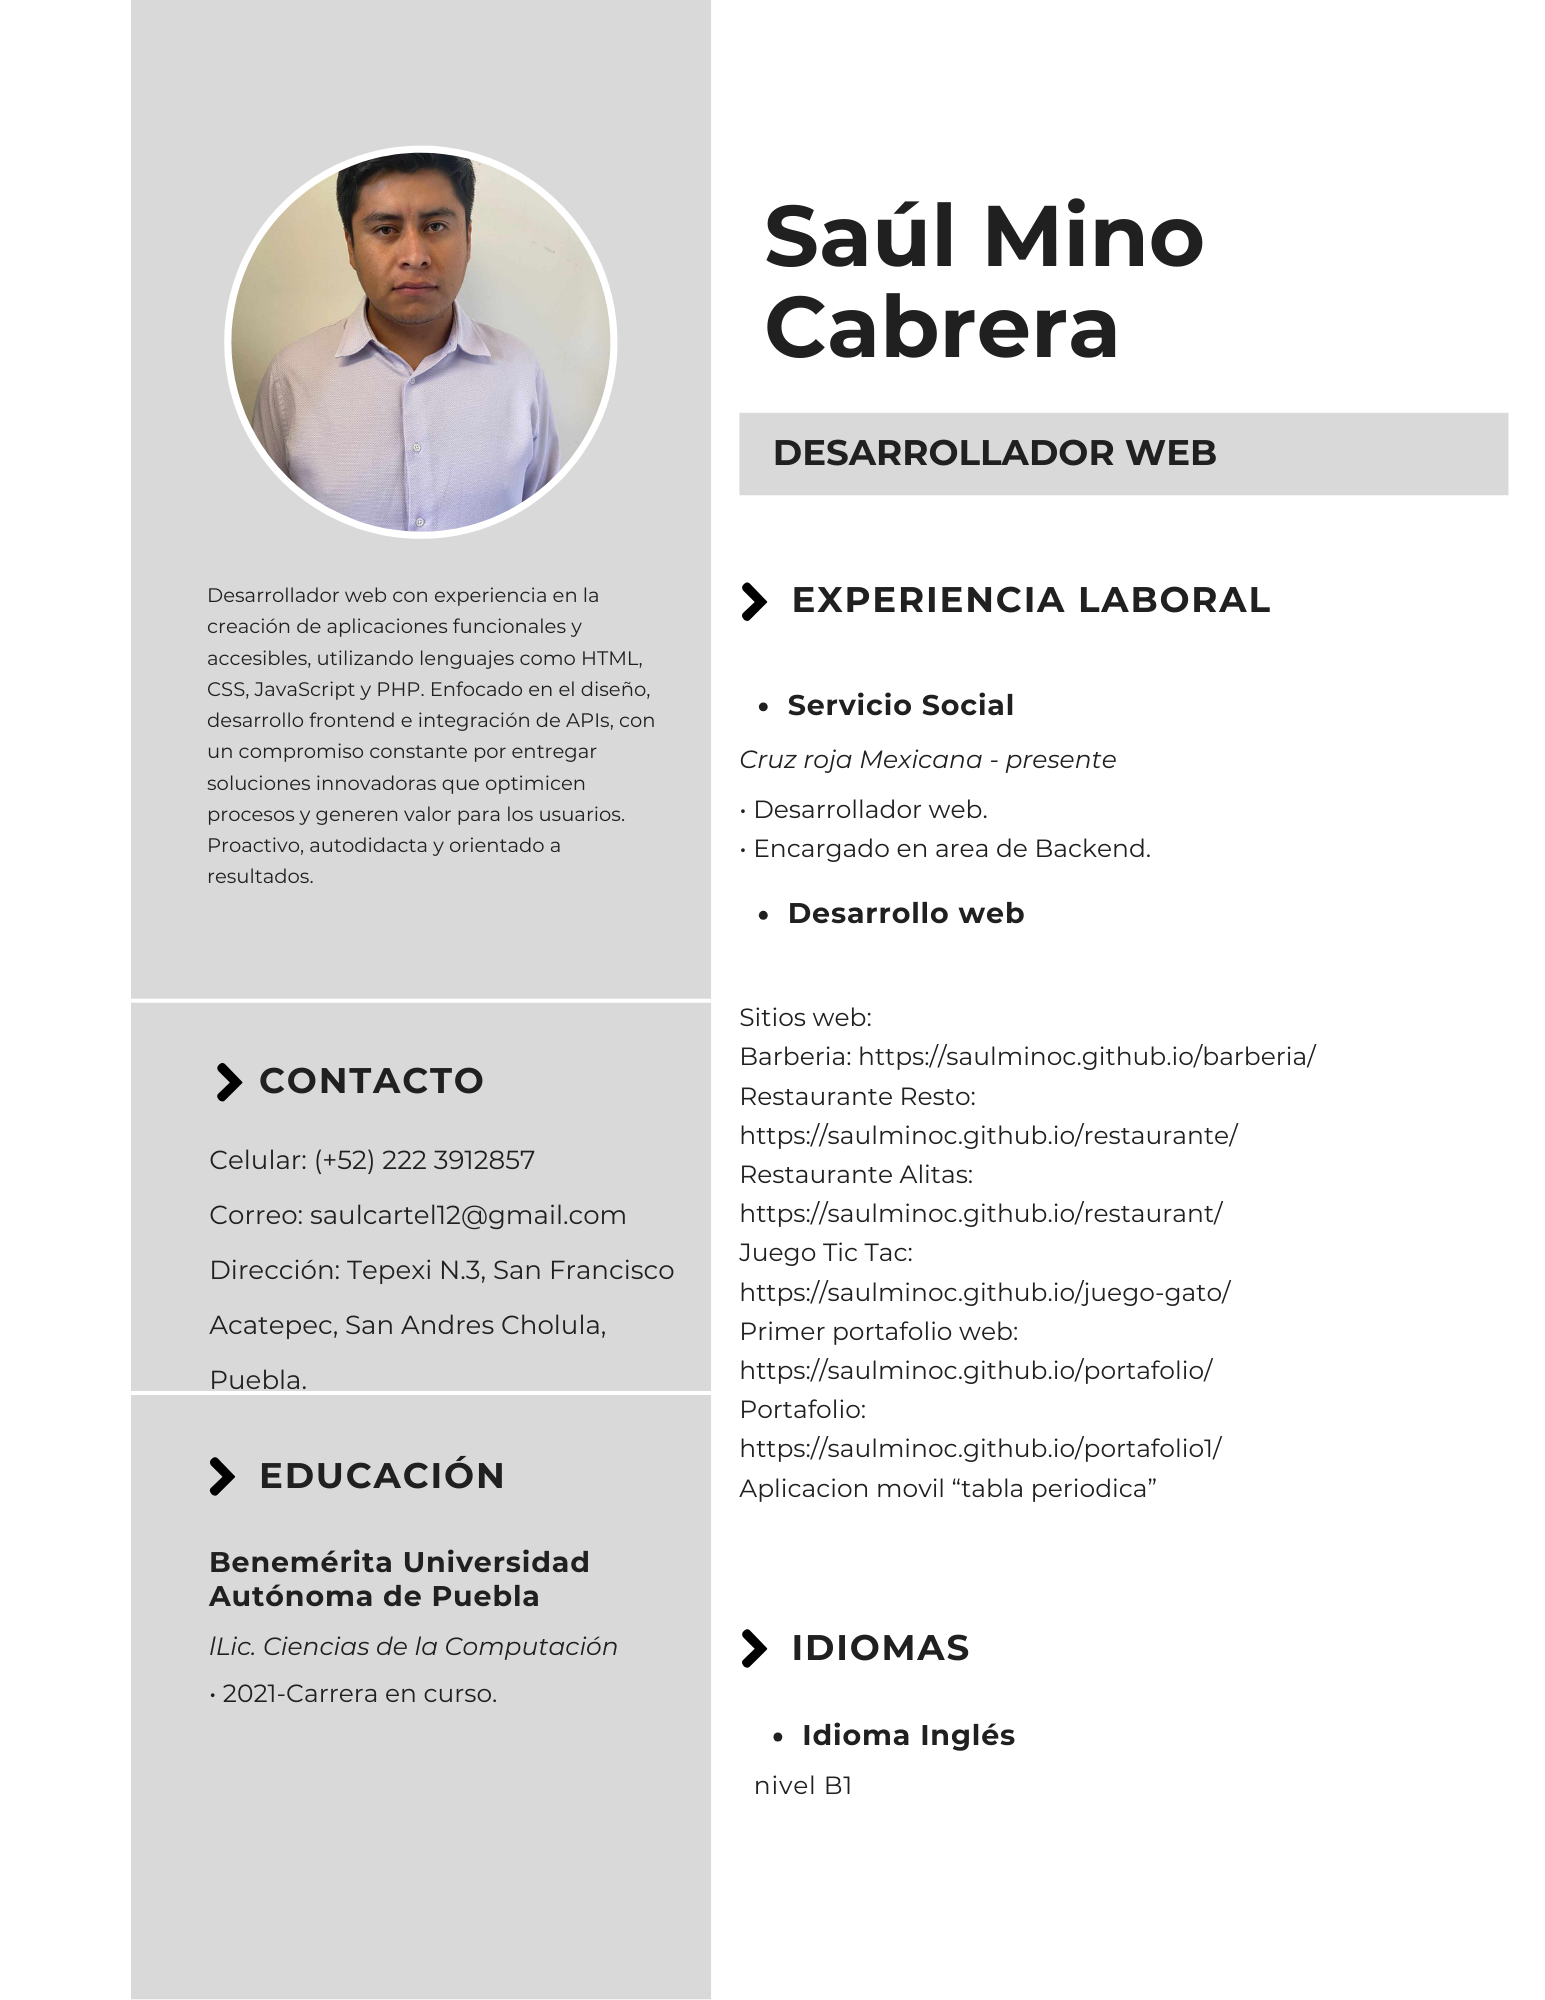 Saúl Mino
Cabrera
DESARROLLADOR WEB
Desarrollador web con experiencia en la
creación de aplicaciones funcionales y
accesibles, utilizando lenguajes como HTML,
CSS, JavaScript y PHP. Enfocado en el diseño,
desarrollo frontend e integración de APIs, con
un compromiso constante por entregar
soluciones innovadoras que optimicen
procesos y generen valor para los usuarios.
Proactivo, autodidacta y orientado a
resultados.
CONTACTO
Celular: (+52) 222 3912857
Correo: saulcartel12@gmail.com
Dirección: Tepexi N.3, San Francisco
Acatepec, San Andres Cholula,
Puebla.
EDUCACIÓN
Benemérita Universidad
Autónoma de Puebla
lLic. Ciencias de la Computación
• 2021-Carrera en curso.
EXPERIENCIA LABORAL
• Servicio Social
Cruz roja Mexicana - presente
• Desarrollador web.
• Encargado en area de Backend.
• Desarrollo web
Sitios web:
Barberia: https://saulminoc.github.io/barberia/
Restaurante Resto:
https://saulminoc.github.io/restaurante/
Restaurante Alitas:
https://saulminoc.github.io/restaurant/
Juego Tic Tac:
https://saulminoc.github.io/juego-gato/
Primer portafolio web:
https://saulminoc.github.io/portafolio/
Portafolio:
https://saulminoc.github.io/portafolio1/
Aplicacion movil “tabla periodica”
IDIOMAS
• Idioma Inglés
nivel B1